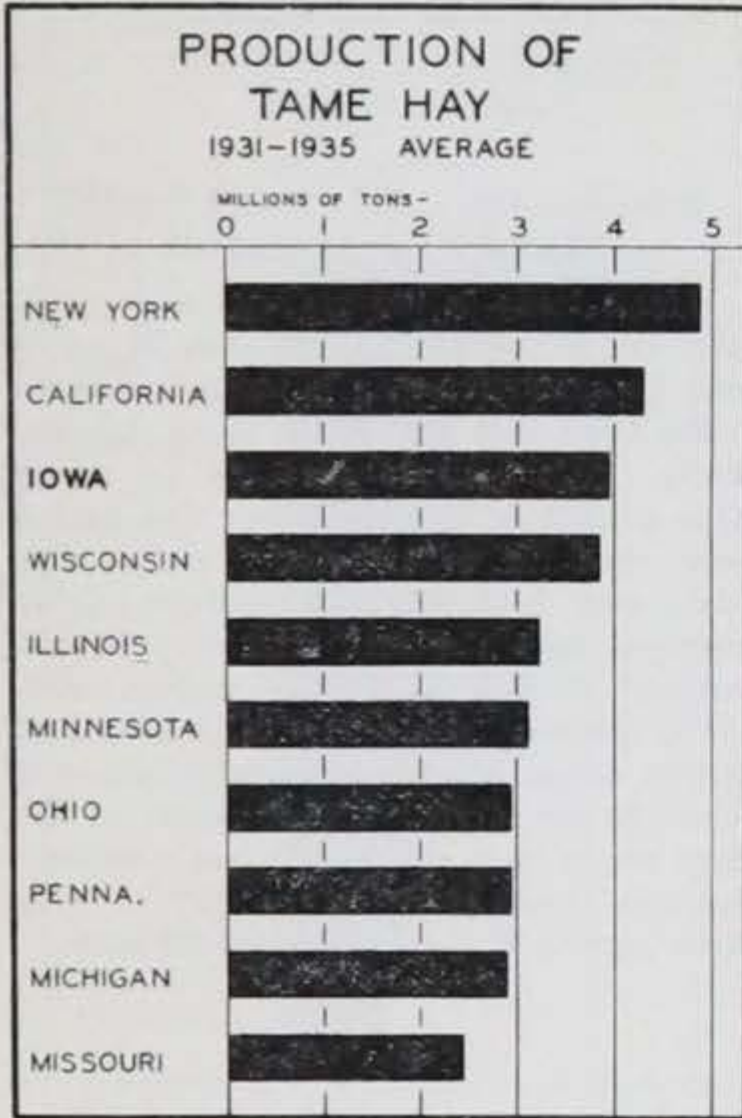 PRODUCTION OF
TAME HAY
1931-1935 AVERAGE
MILLIONS OF TONS-
0 1 2 3 4 5
NEW YORK
CALIFORNIA
IOWA
WISCONSIN
ILLINOIS
MINNESOTA
OHIO
PENNA.
MICHIGAN
MISSOURI